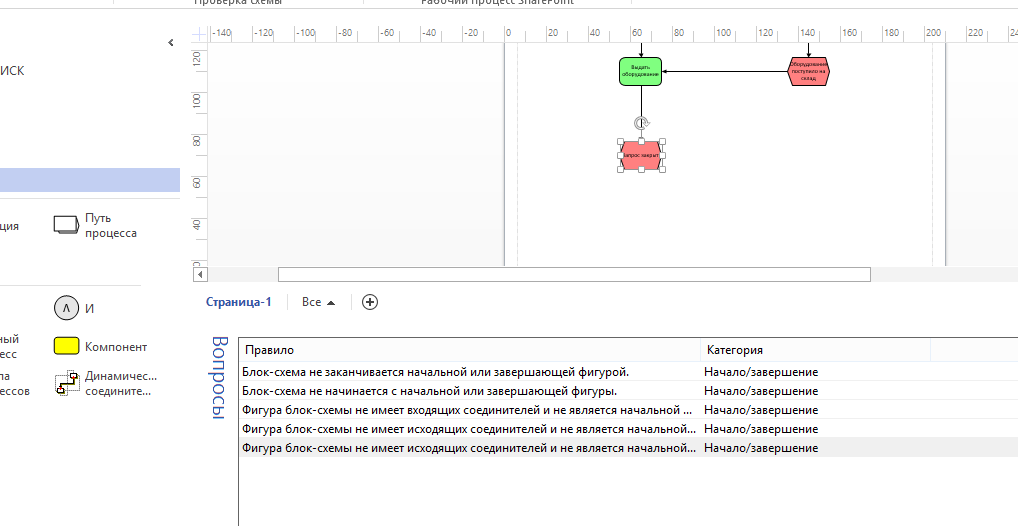 Проверка схемы
Рабочий процесс SharePoint
-140 -120 -100 -80 -60 -40 -20 0 20 40 60 80 100 120 140 160 180 200 220
120
100
80
60
40
ИСК
ция
Путь
процесса
И
ный
есс
Компонент
ла
ессов
Динамичес...
соедините...
Выдать
оборудование
Оборудование
поступило на
склад
Запрос закрыт
Страница-1
Все
Вопросы
Правило
Категория
Блок-схема не заканчивается начальной или завершающей фигурой.
Начало/завершение
Блок-схема не начинается с начальной или завершающей фигуры.
Начало/завершение
Фигура блок-схемы не имеет входящих соединителей и не является начальной ...
Начало/завершение
Фигура блок-схемы не имеет исходящих соединителей и не является начальной...
Начало/завершение
Фигура блок-схемы не имеет исходящих соединителей и не является начальной...
Начало/завершение